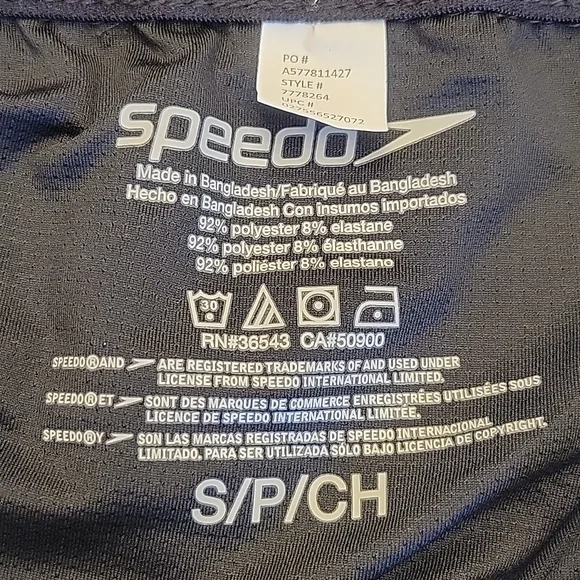 PO #
A577811427
STYLE #
7778264
UPC #
027556527072
speedo
Made in Bangladesh/Fabriqué au Bangladesh
Hecho en Bangladesh Con insumos importados
92% polyester 8% elastane
92% polyester 8% élasthanne
92% poliéster 8% elastano
30
RN#36543 CA#50900
SPEEDO®AND ARE REGISTERED TRADEMARKS OF AND USED UNDER
LICENSE FROM SPEEDO INTERNATIONAL LIMITED.
SPEEDO®ET SONT DES MARQUES DE COMMERCE ENREGISTRÉES UTILISÉES SOUS
LICENCE DE SPEEDO INTERNATIONAL LIMITÉE.
SPEEDO®Y SON LAS MARCAS REGISTRADAS DE SPEEDO INTERNACIONAL
LIMITADO. PARA SER UTILIZADA SÓLO BAJO LICENCIA DE COPYRIGHT.
S/P/CH